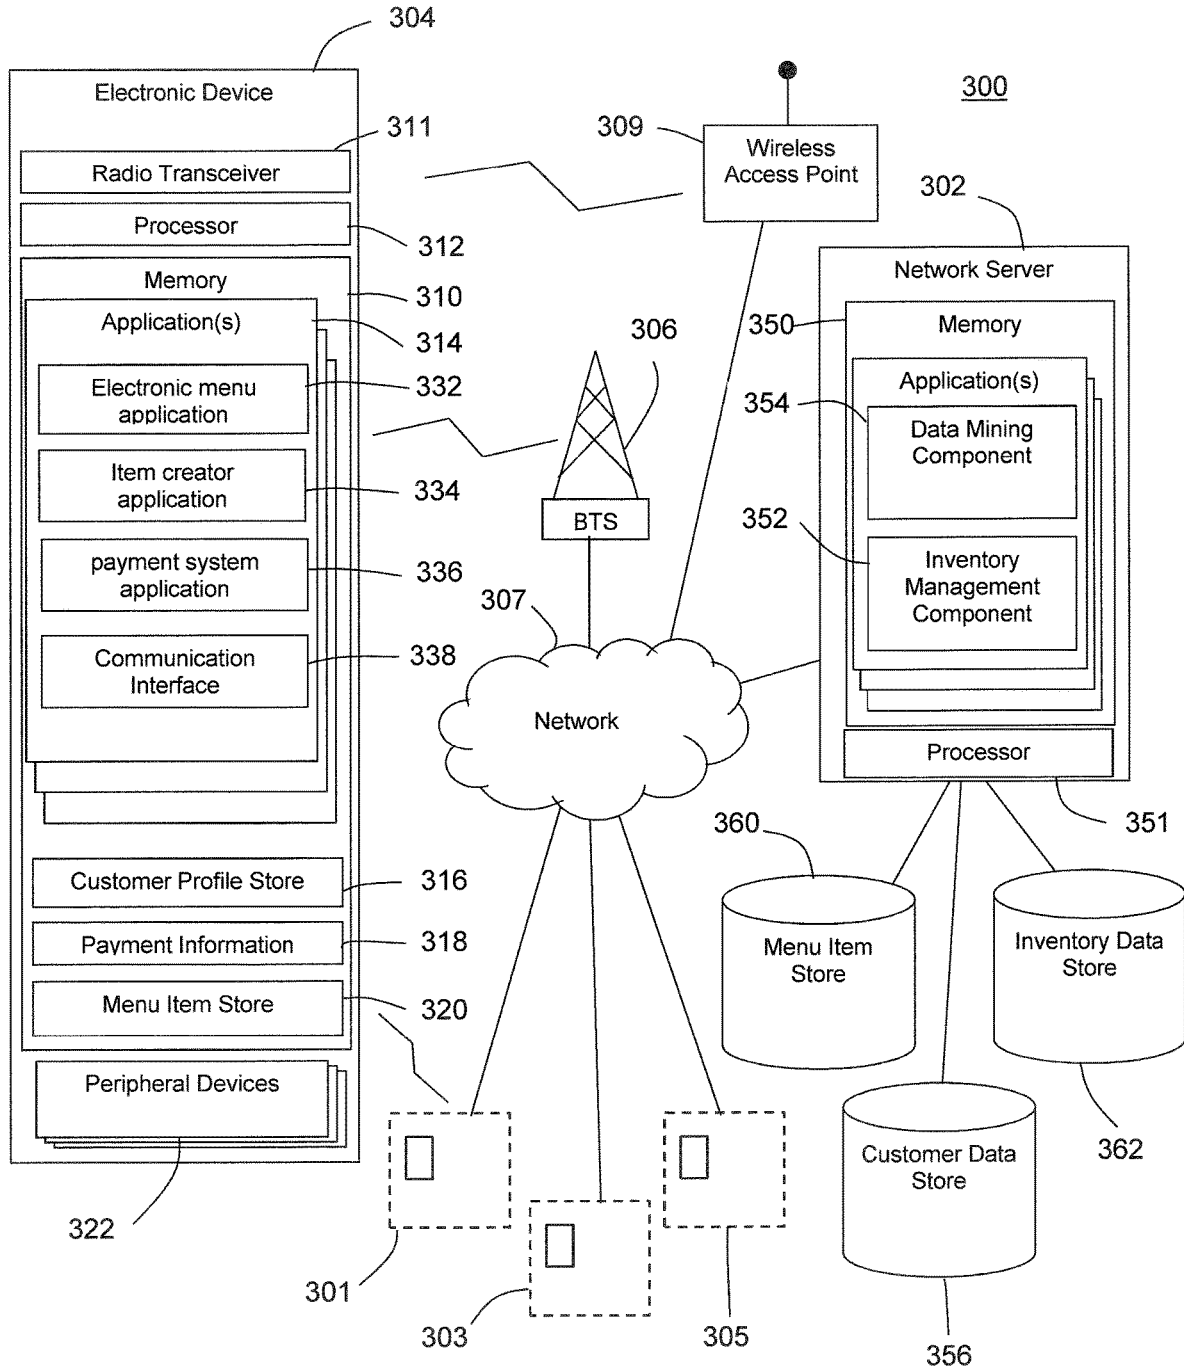 304
Electronic Device
311
Radio Transceiver
Processor
312
Memory
310
Application(s)
314
Electronic menu
application
332
Item creator
application
334
payment system
application
336
Communication
Interface
338
Customer Profile Store
316
Payment Information
318
Menu Item Store
320
Peripheral Devices
322
300
309
Wireless
Access Point
306
BTS
307
Network
302
Network Server
350
Memory
Application(s)
354
Data Mining
Component
352
Inventory
Management
Component
Processor
351
360
Menu Item
Store
Inventory Data
Store
362
Customer Data
Store
356
301
303
305